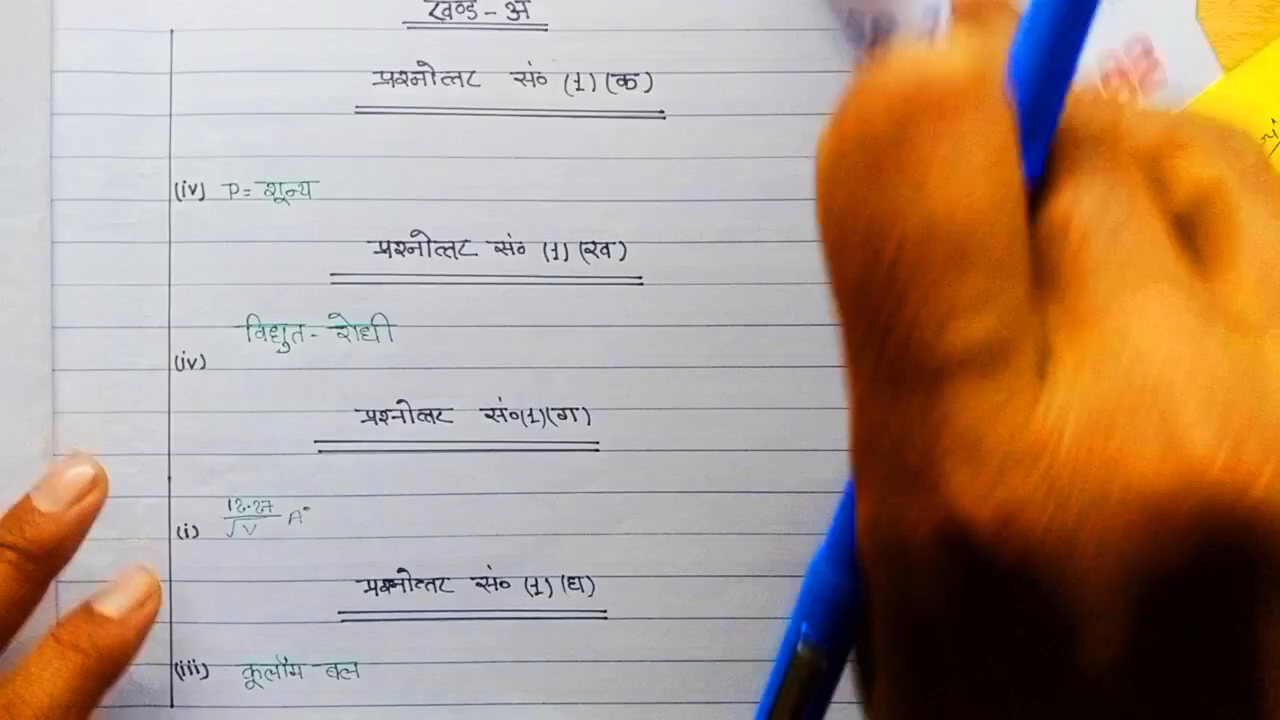 खण्ड - अ
प्रश्नोत्तर सं० (1) (क)
(iv) P = शून्य
प्रश्नोत्तर सं० (1) (ख)
विद्युत - रोधी
(iv)
प्रश्नोत्तर सं० (1) (ग)
(i) 12.27/√V A°
प्रश्नोत्तर सं० (1) (घ)
(iii) कूलॉम बल